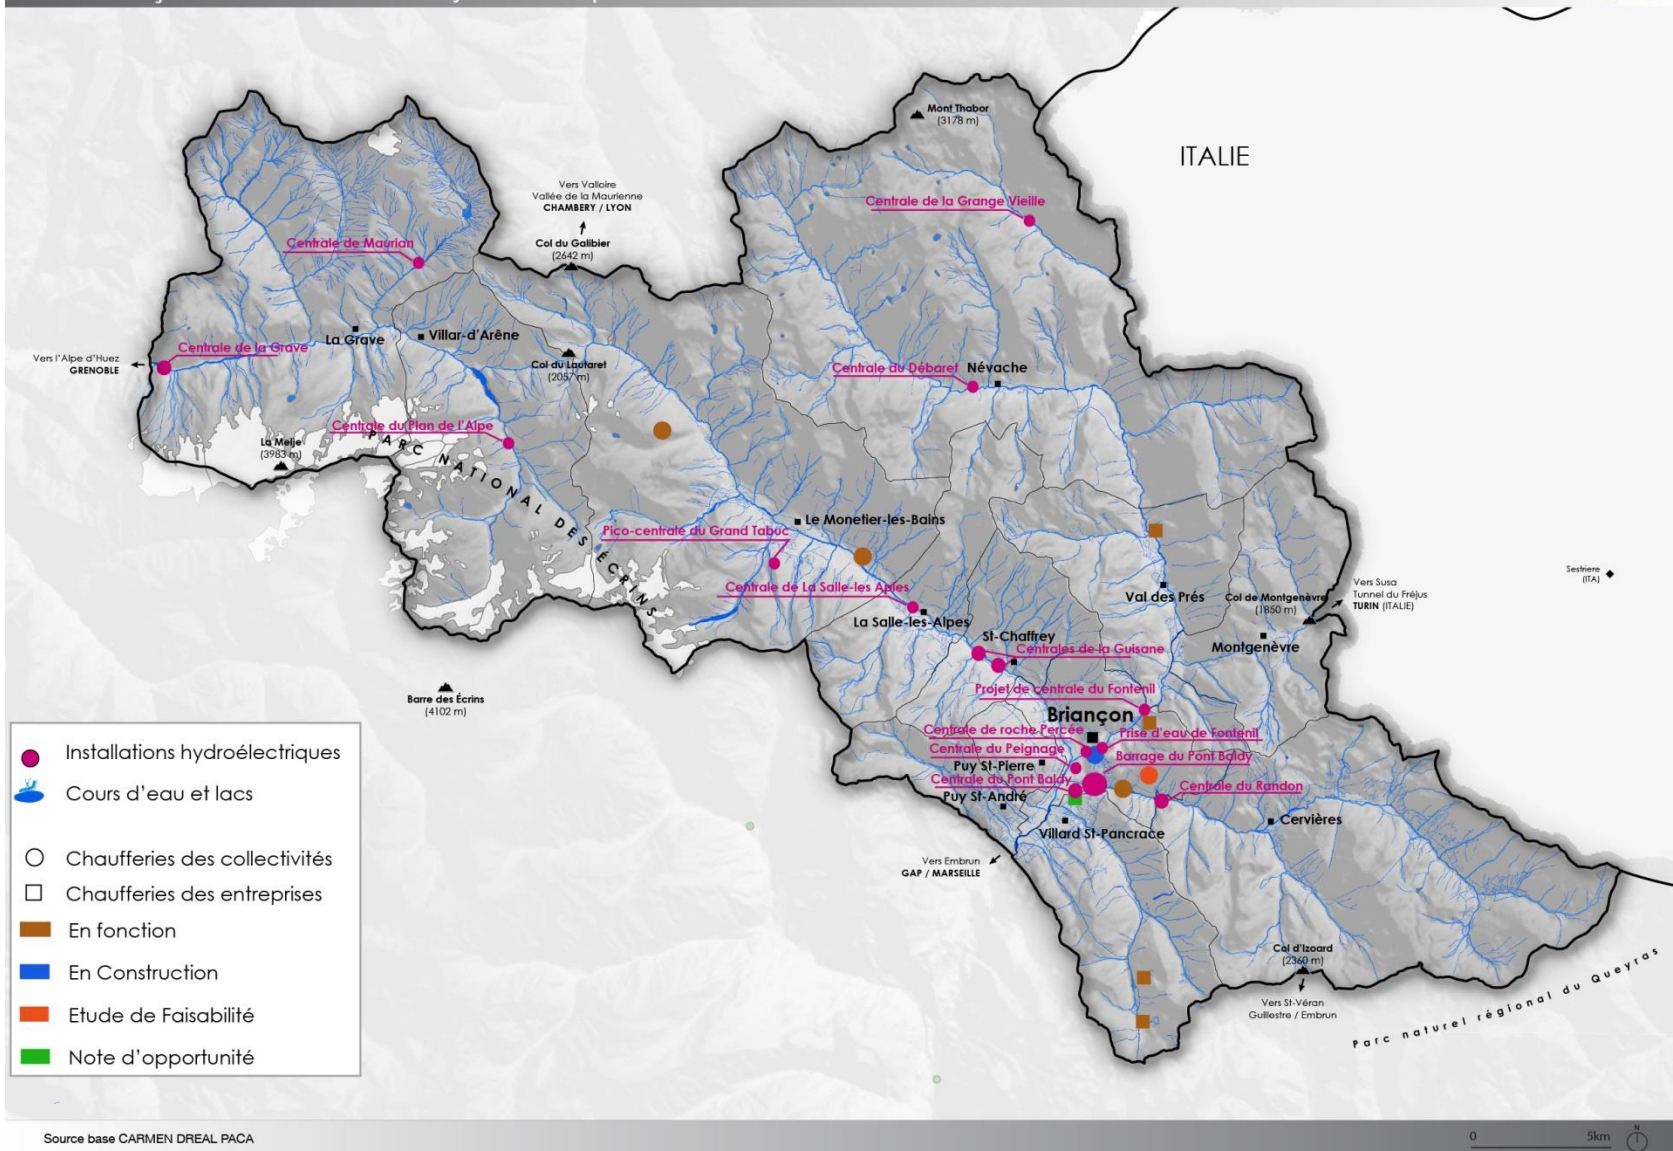 Mont Thabor
(3178 m)
ITALIE
Vers Valloire
Vallée de la Maurienne
CHAMBERY / LYON
Centrale de la Grange Vieille
Centrale de Maurian
Col du Galibier
(2642 m)
La Grave
Villar-d'Arêne
Centrale de la Grave
Vers l'Alpe d'Huez
GRENOBLE
Col du Lautaret
(2057 m)
Centrale du Débaret
Névache
Centrale du Plan de l'Alpe
La Meije
(3983 m)
PARC NATIONAL DES ÉCRINS
Le Monetier-les-Bains
Pico-centrale du Grand Tabuc
Centrale de La Salle-les Aples
La Salle-les-Alpes
Val des Prés
Col de Montgenèvre
(1850 m)
Vers Susa
Tunnel du Fréjus
TURIN (ITALIE)
Sestriere
(ITA)
St-Chaffrey
Centrales de la Guisane
Montgenèvre
Barre des Écrins
(4102 m)
Projet de centrale du Fontenil
Briançon
Centrale de roche Percée
Prise d'eau de Fontenil
Centrale du Peignage
Barrage du Pont Baldy
Puy St-Pierre
Centrale du Pont Baldy
Centrale du Randon
Puy St-André
Villard St-Pancrace
Cervières
Vers Embrun
GAP / MARSEILLE
Col d'Izoard
(2360 m)
Vers St-Véran
Guillestre / Embrun
Parc naturel régional du Queyras
Installations hydroélectriques
Cours d'eau et lacs
Chaufferies des collectivités
Chaufferies des entreprises
En fonction
En Construction
Etude de Faisabilité
Note d'opportunité
Source base CARMEN DREAL PACA
0 5km
N